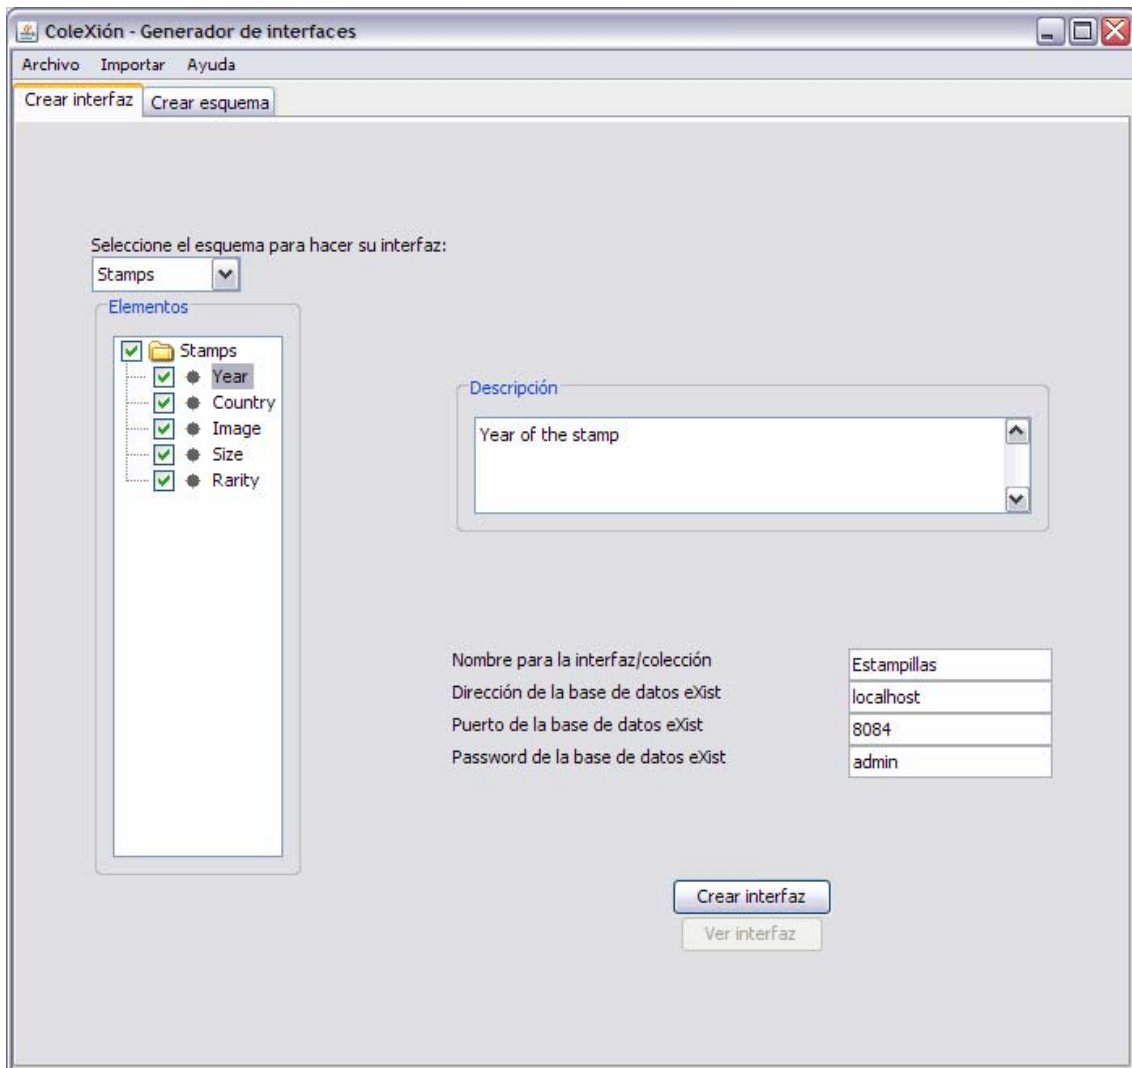 ColeXión - Generador de interfaces
Archivo Importar Ayuda
Crear interfaz Crear esquema
Seleccione el esquema para hacer su interfaz:
Stamps
Elementos
Stamps
Year
Country
Image
Size
Rarity
Descripción
Year of the stamp
Nombre para la interfaz/colección Estampillas
Dirección de la base de datos eXist localhost
Puerto de la base de datos eXist 8084
Password de la base de datos eXist admin
Crear interfaz
Ver interfaz